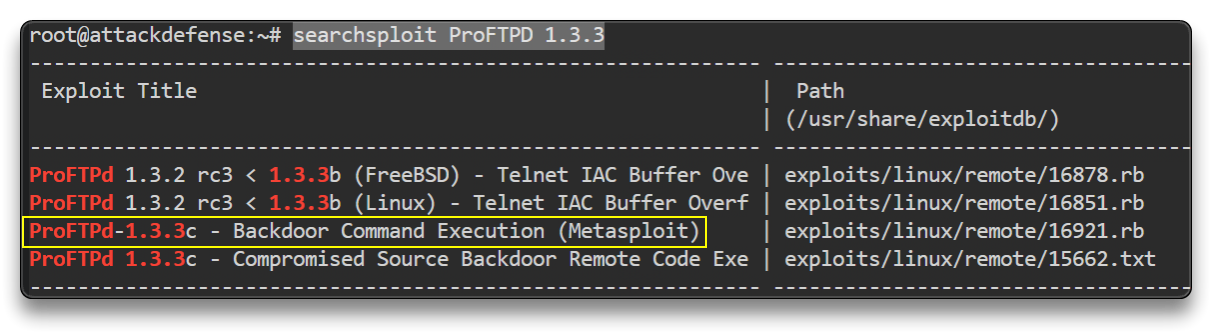 root@attackdefense:~# searchsploit ProFTPD 1.3.3
------------------------------------------------------------- ----------------------------------
Exploit Title | Path
| (/usr/share/exploitdb/)
------------------------------------------------------------- ----------------------------------
ProFTPd 1.3.2 rc3 < 1.3.3b (FreeBSD) - Telnet IAC Buffer Ove | exploits/linux/remote/16878.rb
ProFTPd 1.3.2 rc3 < 1.3.3b (Linux) - Telnet IAC Buffer Overf | exploits/linux/remote/16851.rb
ProFTPd-1.3.3c - Backdoor Command Execution (Metasploit) | exploits/linux/remote/16921.rb
ProFTPd 1.3.3c - Compromised Source Backdoor Remote Code Exe | exploits/linux/remote/15662.txt
------------------------------------------------------------- ----------------------------------